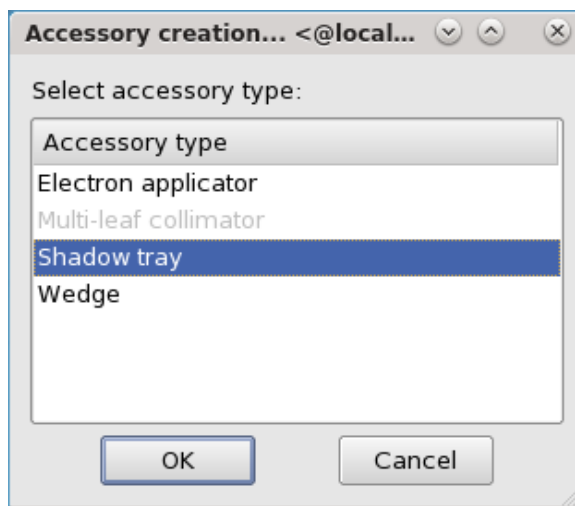 Accessory creation... <@local...
Select accessory type:
Accessory type
Electron applicator
Multi-leaf collimator
Shadow tray
Wedge
OK
Cancel